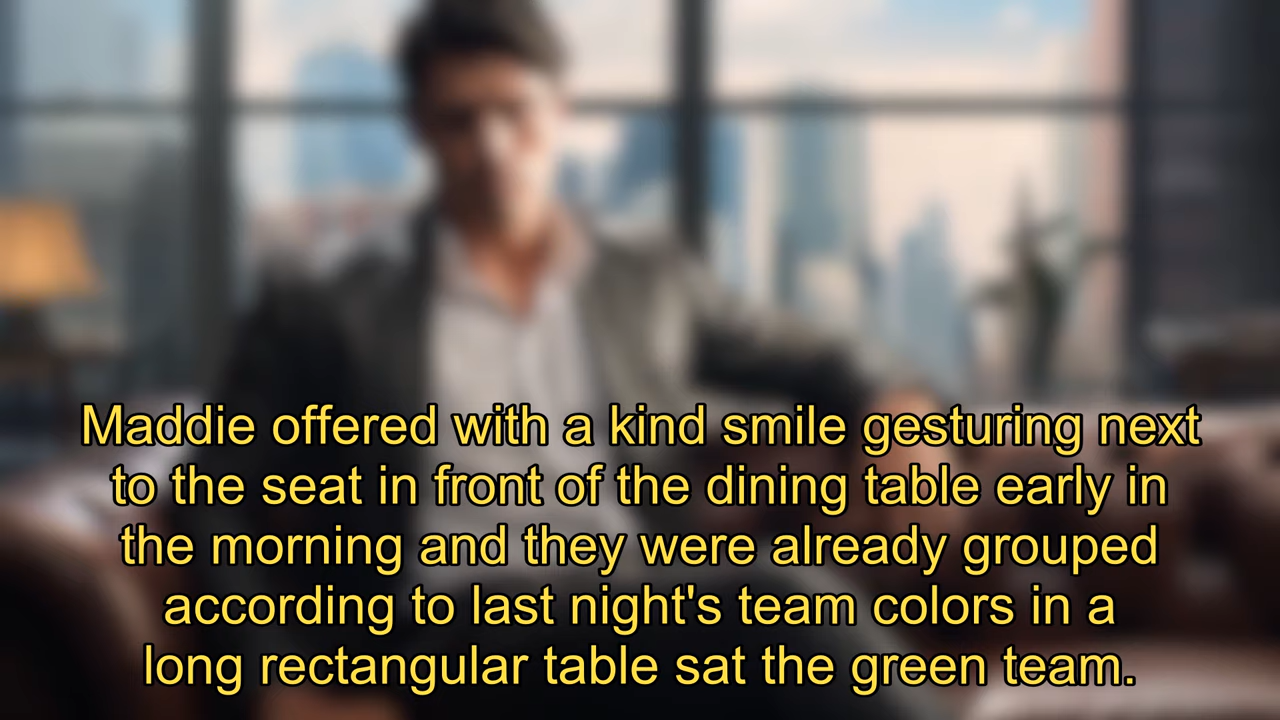 Maddie offered with a kind smile gesturing next
to the seat in front of the dining table early in
the morning and they were already grouped
according to last night's team colors in a
long rectangular table sat the green team.